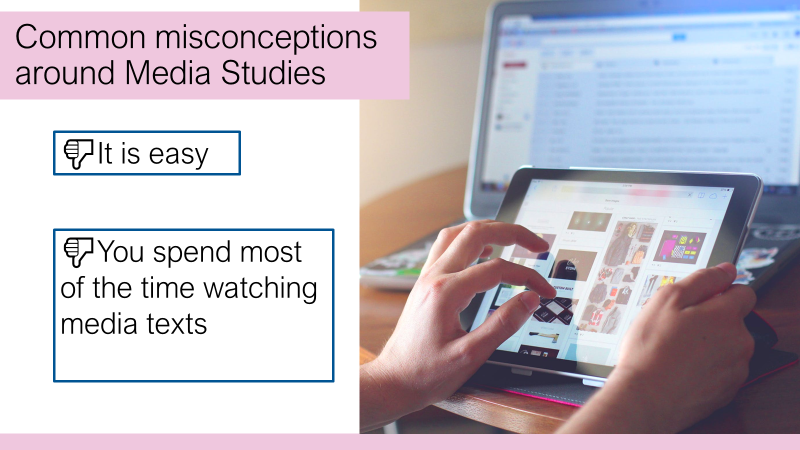 Common misconceptions
around Media Studies
It is easy
You spend most
of the time watching
media texts